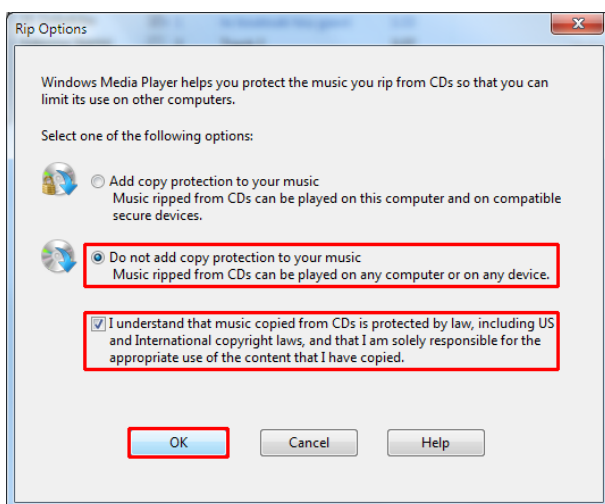 Rip Options
Windows Media Player helps you protect the music you rip from CDs so that you can
limit its use on other computers.
Select one of the following options:
Add copy protection to your music
Music ripped from CDs can be played on this computer and on compatible
secure devices.
Do not add copy protection to your music
Music ripped from CDs can be played on any computer or on any device.
I understand that music copied from CDs is protected by law, including US
and International copyright laws, and that I am solely responsible for the
appropriate use of the content that I have copied.
OK
Cancel
Help